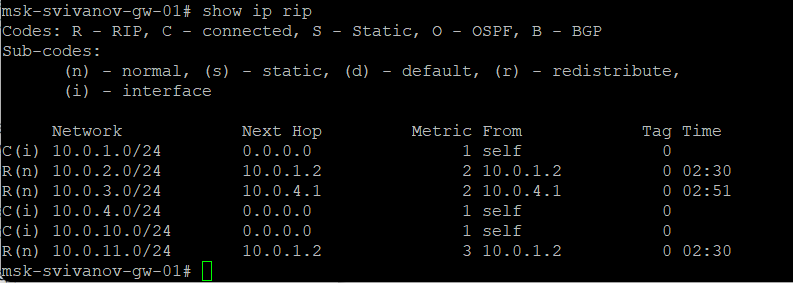 msk-svivanov-gw-01# show ip rip
Codes: R - RIP, C - connected, S - Static, O - OSPF, B - BGP
Sub-codes:
      (n) - normal, (s) - static, (d) - default, (r) - redistribute,
      (i) - interface

     Network            Next Hop         Metric From            Tag Time
C(i) 10.0.1.0/24        0.0.0.0               1 self              0
R(n) 10.0.2.0/24        10.0.1.2              2 10.0.1.2          0 02:30
R(n) 10.0.3.0/24        10.0.4.1              2 10.0.4.1          0 02:51
C(i) 10.0.4.0/24        0.0.0.0               1 self              0
C(i) 10.0.10.0/24       0.0.0.0               1 self              0
R(n) 10.0.11.0/24       10.0.1.2              3 10.0.1.2          0 02:30
msk-svivanov-gw-01#